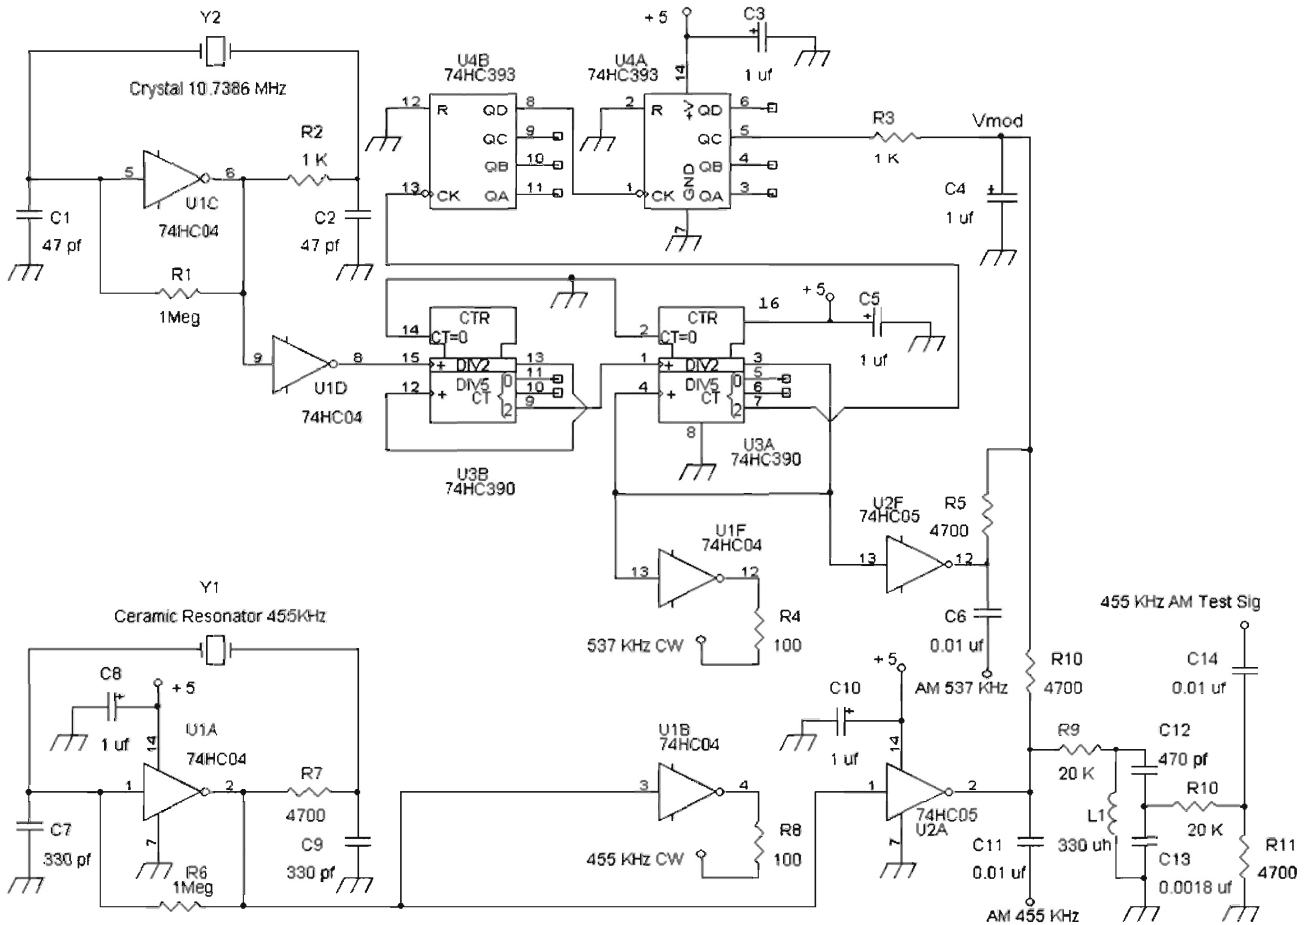 Y2
Crystal 10.7386 MHz
R2
1 K
5
6
U1C
74HC04
C1
47 pf
C2
47 pf
R1
1Meg
9
8
U1D
74HC04
U4B
74HC393
12
R
QD
8
QC
9
QB
10
13
CK
QA
11
U4A
74HC393
+ 5
C3
+
1 uf
14
2
R
+V
QD
6
QC
5
QB
4
1
CK
GND
QA
3
7
R3
1 K
Vmod
C4
+
1 uf
CTR
14
CT=0
15
+
DIV2
13
12
+
DIV5
0
11
CT
10
2
9
U3B
74HC390
CTR
16
+ 5
C5
+
1 uf
2
CT=0
1
+
DIV2
3
4
+
DIV5
0
5
CT
6
2
7
8
U3A
74HC390
U1F
74HC04
13
12
R4
100
537 KHz CW
U2F
74HC05
13
12
R5
4700
C6
0.01 uf
AM 537 KHz
Y1
Ceramic Resonator 455KHz
C8
+
1 uf
+ 5
14
U1A
74HC04
1
2
7
R7
4700
C7
330 pf
C9
330 pf
R6
1Meg
U1B
74HC04
3
4
R8
100
455 KHz CW
+ 5
C10
+
1 uf
14
1
2
74HC05
U2A
7
R10
4700
C11
0.01 uf
AM 455 KHz
R9
20 K
C12
470 pf
L1
330 uh
C13
0.0018 uf
R10
20 K
455 KHz AM Test Sig
C14
0.01 uf
R11
4700